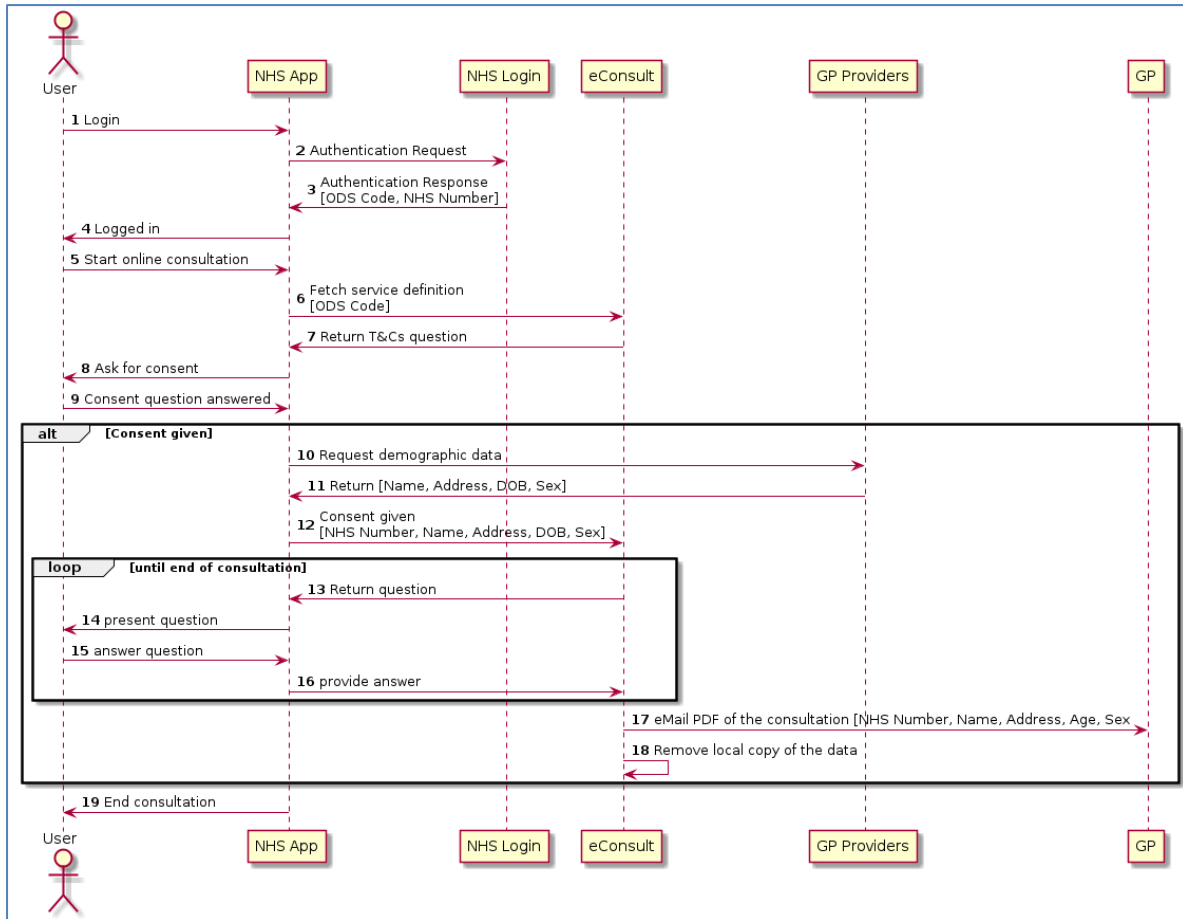 User
NHS App
NHS Login
eConsult
GP Providers
GP
1 Login
2 Authentication Request
3 Authentication Response
[ODS Code, NHS Number]
4 Logged in
5 Start online consultation
6 Fetch service definition
[ODS Code]
7 Return T&Cs question
8 Ask for consent
9 Consent question answered
alt [Consent given]
10 Request demographic data
11 Return [Name, Address, DOB, Sex]
12 Consent given
[NHS Number, Name, Address, DOB, Sex]
loop [until end of consultation]
13 Return question
14 present question
15 answer question
16 provide answer
17 eMail PDF of the consultation [NHS Number, Name, Address, Age, Sex
18 Remove local copy of the data
19 End consultation
User
NHS App
NHS Login
eConsult
GP Providers
GP